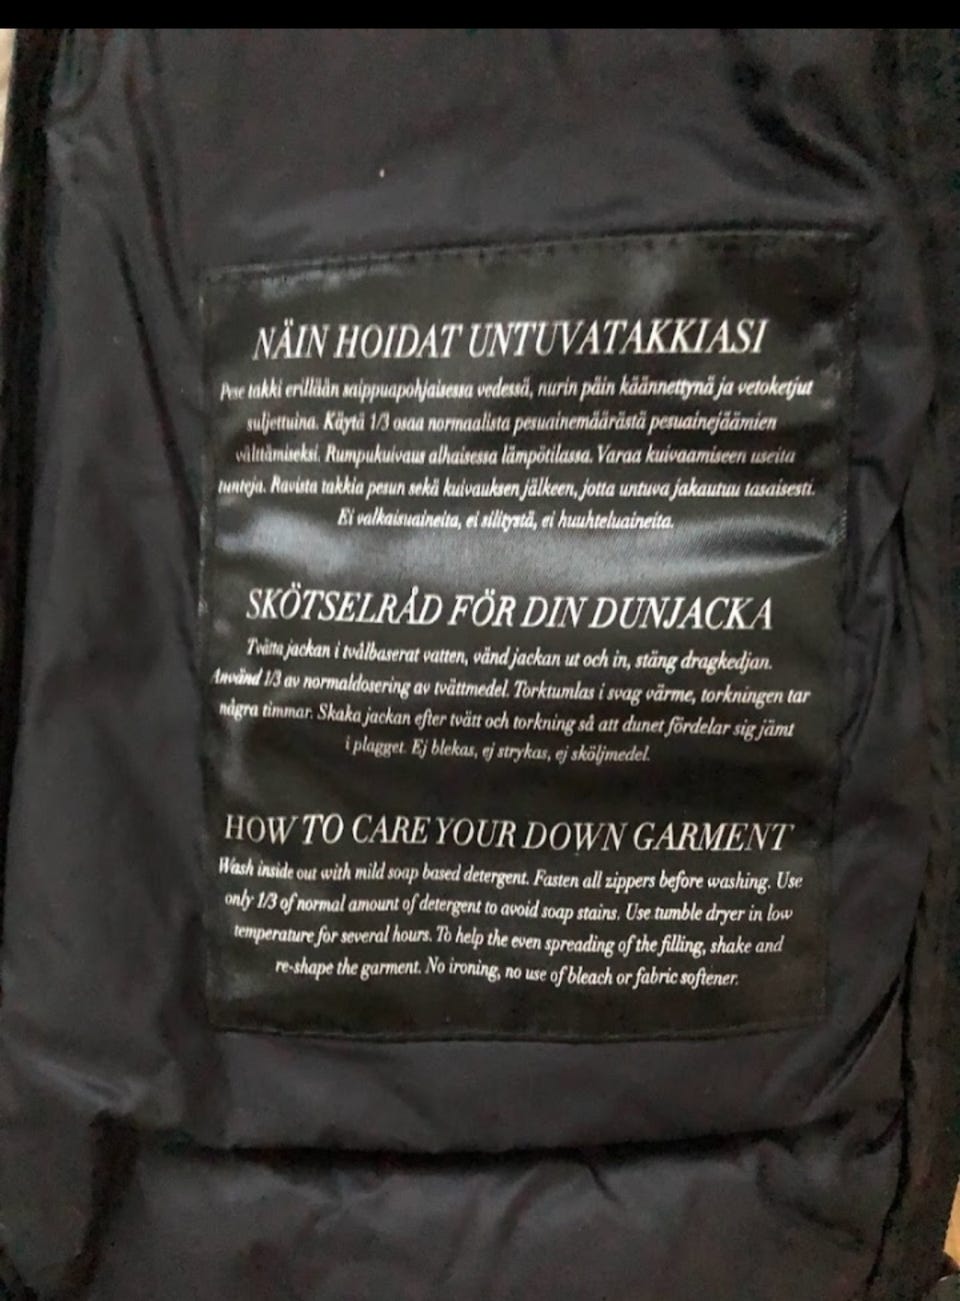 NÄIN HOIDAT UNTUVATAKKIASI
Pese takki erillään saippuapohjaisessa vedessä, nurin päin käännettynä ja vetoketjut
suljettuina. Käytä 1/3 osaa normaalista pesuainemäärästä pesuainejäämien
välttämiseksi. Rumpukuivaus alhaisessa lämpötilassa. Varaa kuivaamiseen useita
tunteja. Ravista takkia pesun sekä kuivauksen jälkeen, jotta untuva jakautuu tasaisesti.
Ei valkaisuaineita, ei silitystä, ei huuhteluaineita.
SKÖTSELRÅD FÖR DIN DUNJACKA
Tvätta jackan i tvålbaserat vatten, vänd jackan ut och in, stäng dragkedjan.
Använd 1/3 av normaldosering av tvättmedel. Torktumlas i svag värme, torkningen tar
några timmar. Skaka jackan efter tvätt och torkning så att dunet fördelar sig jämt
i plagget. Ej blekas, ej strykas, ej sköljmedel.
HOW TO CARE YOUR DOWN GARMENT
Wash inside out with mild soap based detergent. Fasten all zippers before washing. Use
only 1/3 of normal amount of detergent to avoid soap stains. Use tumble dryer in low
temperature for several hours. To help the even spreading of the filling, shake and
re-shape the garment. No ironing, no use of bleach or fabric softener.